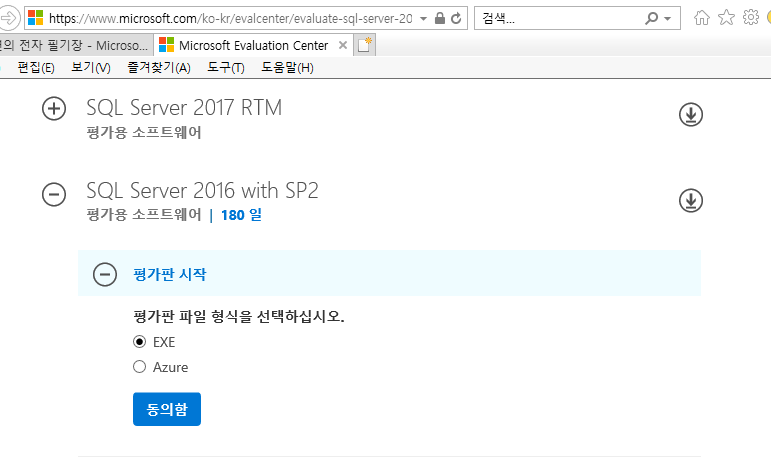 https://www.microsoft.com/ko-kr/evalcenter/evaluate-sql-server-20
검색...
의 전자 필기장 - Microso...
Microsoft Evaluation Center
편집(E) 보기(V) 즐겨찾기(A) 도구(T) 도움말(H)
SQL Server 2017 RTM
평가용 소프트웨어
SQL Server 2016 with SP2
평가용 소프트웨어 | 180 일
평가판 시작
평가판 파일 형식을 선택하십시오.
EXE
Azure
동의함